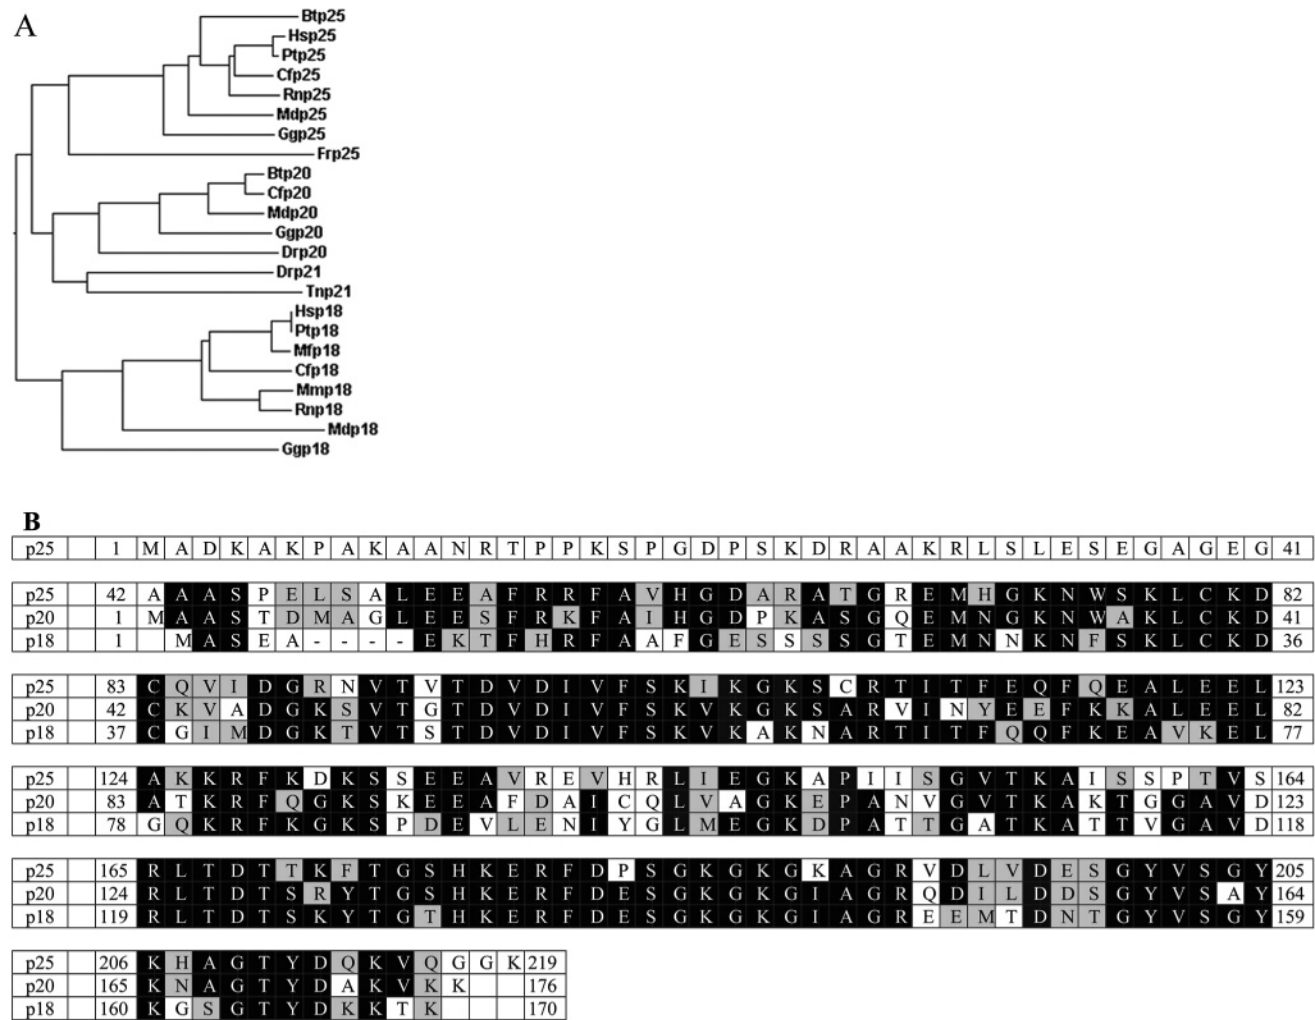 A
Btp25
Hsp25
Ptp25
Cfp25
Rnp25
Mdp25
Ggp25
Frp25
Btp20
Cfp20
Mdp20
Ggp20
Drp20
Drp21
Tnp21
Hsp18
Ptp18
Mfp18
Cfp18
Mmp18
Rnp18
Mdp18
Ggp18
B
p25 1 M A D K A K P A K A A N R T P P K S P G D P S K D R A A K R L S L E S E G A G E G 41
p25 42 A A A S P E L S A L E E A F R R F A V H G D A R A T G R E M H G K N W S K L C K D 82
p20 1 M A A S T D M A G L E E S F R K F A I H G D P K A S G Q E M N G K N W A K L C K D 41
p18 1 M A S E A - - - - E K T F H R F A A F G E S S S S G T E M N N K N F S K L C K D 36
p25 83 C Q V I D G R N V T V T D V D I V F S K I K G K S C R T I T F E Q F Q E A L E E L 123
p20 42 C K V A D G K S V T G T D V D I V F S K V K G K S A R V I N Y E E F K K A L E E L 82
p18 37 C G I M D G K T V T S T D V D I V F S K V K A K N A R T I T F Q Q F K E A V K E L 77
p25 124 A K K R F K D K S S E E A V R E V H R L I E G K A P I I S G V T K A I S S P T V S 164
p20 83 A T K R F Q G K S K E E A F D A I C Q L V A G K E P A N V G V T K A K T G G A V D 123
p18 78 G Q K R F K G K S P D E V L E N I Y G L M E G K D P A T T G A T K A T T V G A V D 118
p25 165 R L T D T T K F T G S H K E R F D P S G K G K G K A G R V D L V D E S G Y V S G Y 205
p20 124 R L T D T S R Y T G S H K E R F D E S G K G K G I A G R Q D I L D D S G Y V S A Y 164
p18 119 R L T D T S K Y T G T H K E R F D E S G K G K G I A G R E E M T D N T G Y V S G Y 159
p25 206 K H A G T Y D Q K V Q G G K 219
p20 165 K N A G T Y D A K V K K 176
p18 160 K G S G T Y D K K T K 170